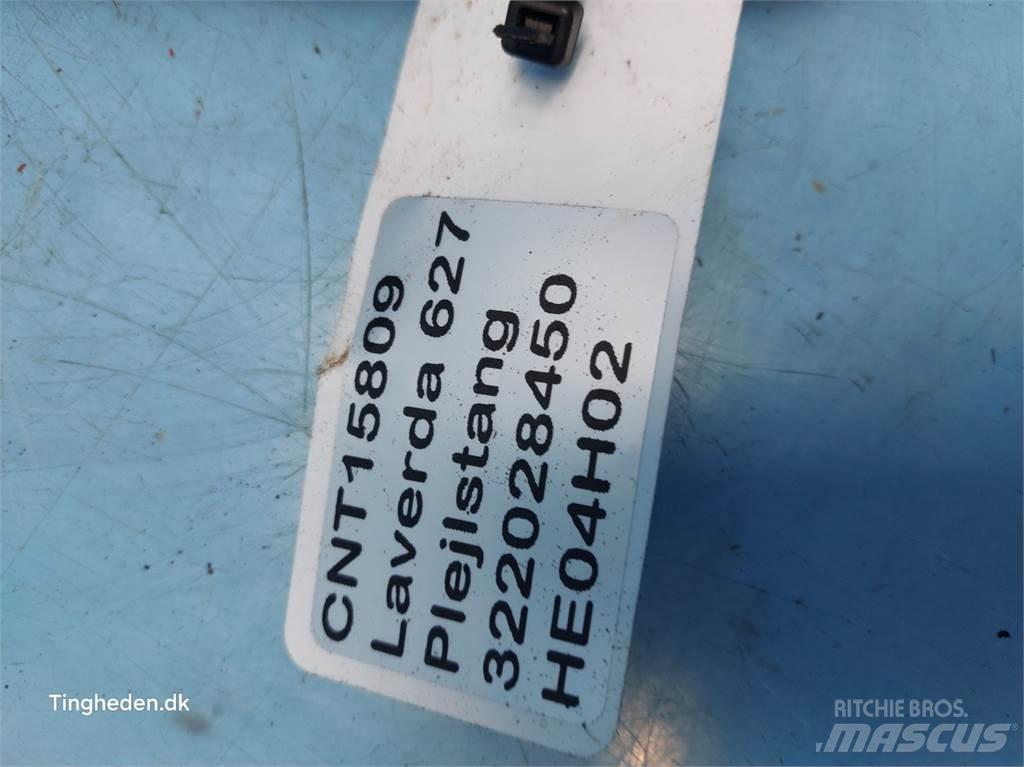 CNT15809
Laverda 627
Plejlstang
322028450
HE04H02
Tingheden.dk
RITCHIE BROS.
MASCUS